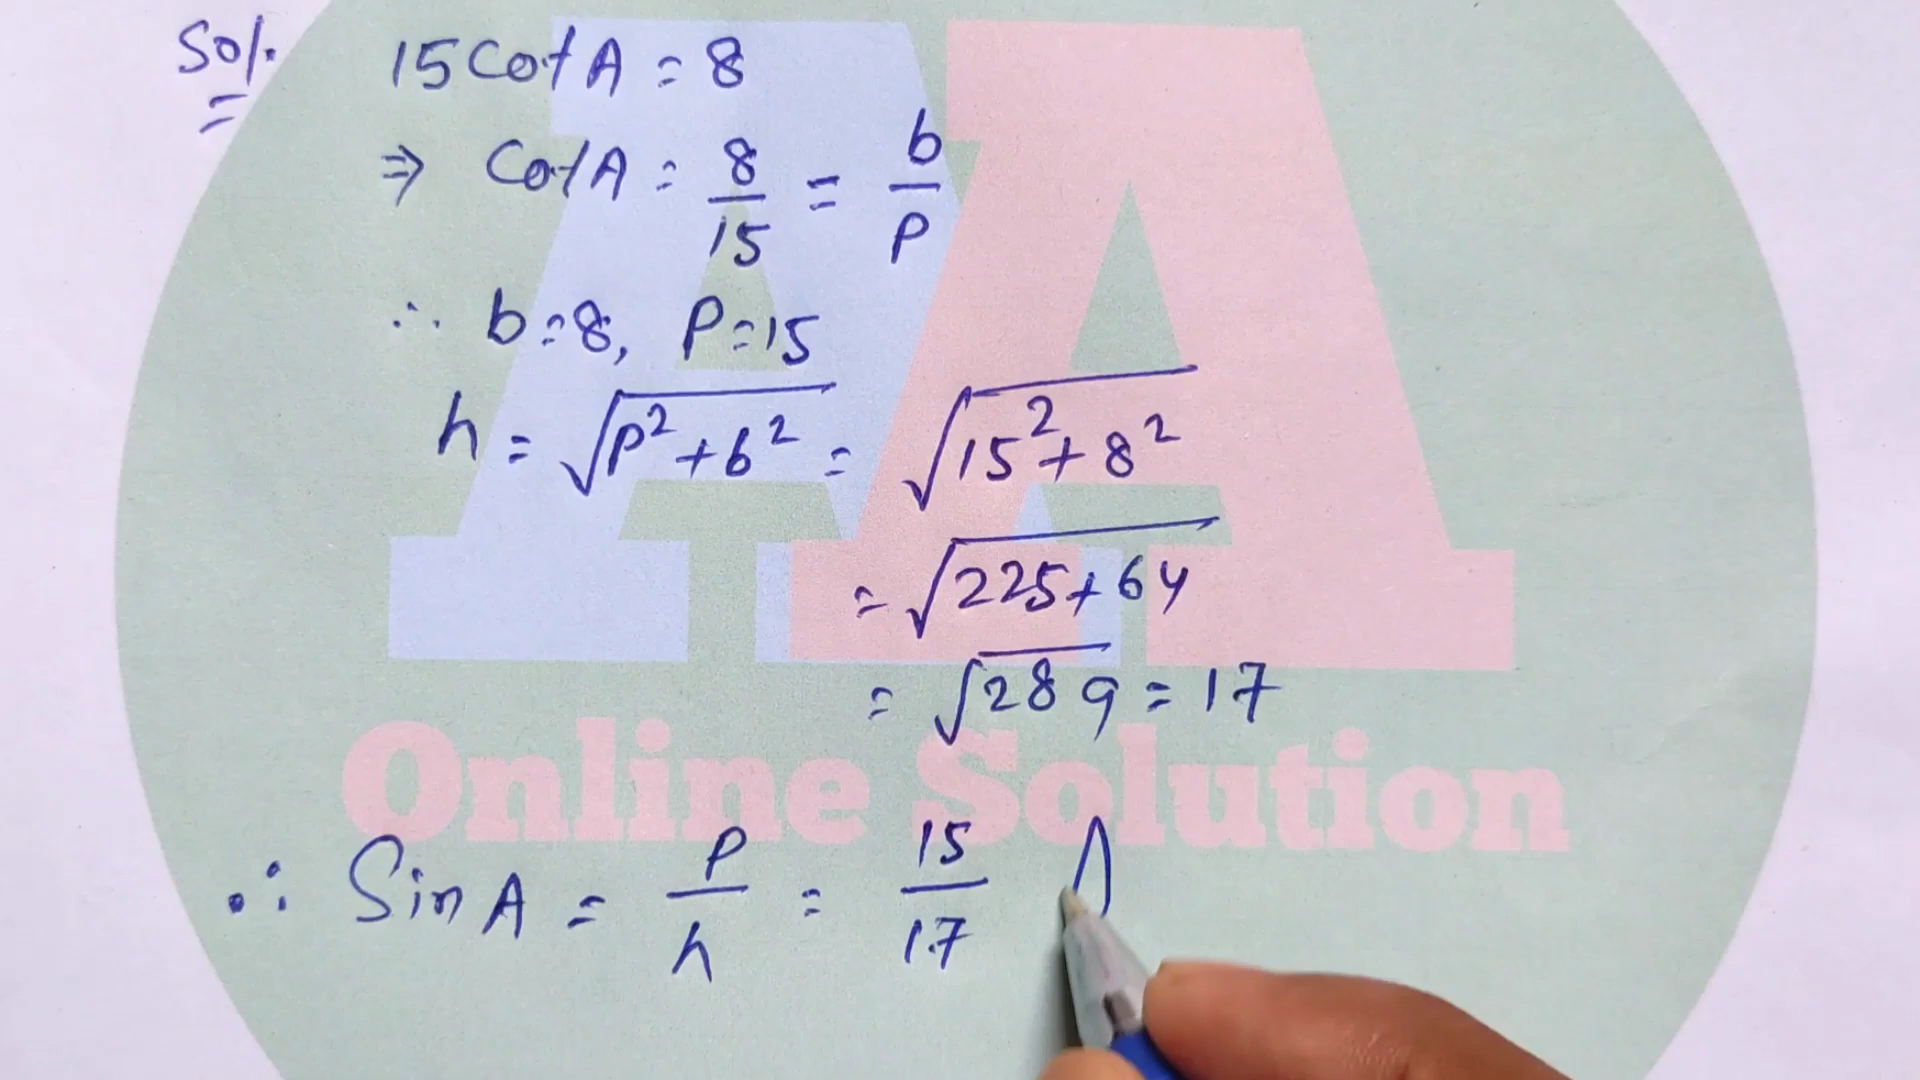 Sol.
15 Cot A = 8
⇒ Cot A = 8/15 = b/P
∴ b = 8, P = 15
h = √(P² + b²) = √(15² + 8²)
= √(225 + 64)
= √289 = 17
Online Solution
∴ Sin A = P/h = 15/17 A